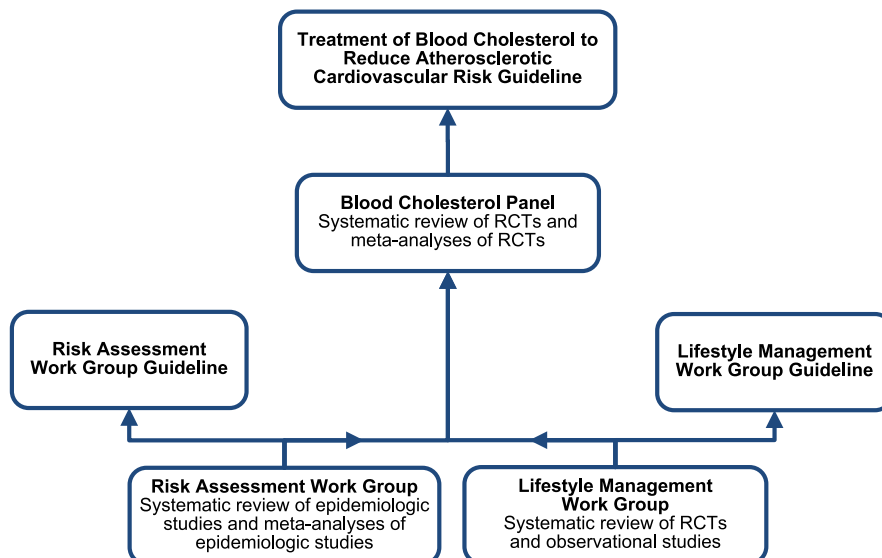 Treatment of Blood Cholesterol to
Reduce Atherosclerotic
Cardiovascular Risk Guideline
Blood Cholesterol Panel
Systematic review of RCTs and
meta-analyses of RCTs
Risk Assessment
Work Group Guideline
Lifestyle Management
Work Group Guideline
Risk Assessment Work Group
Systematic review of epidemiologic
studies and meta-analyses of
epidemiologic studies
Lifestyle Management
Work Group
Systematic review of RCTs
and observational studies